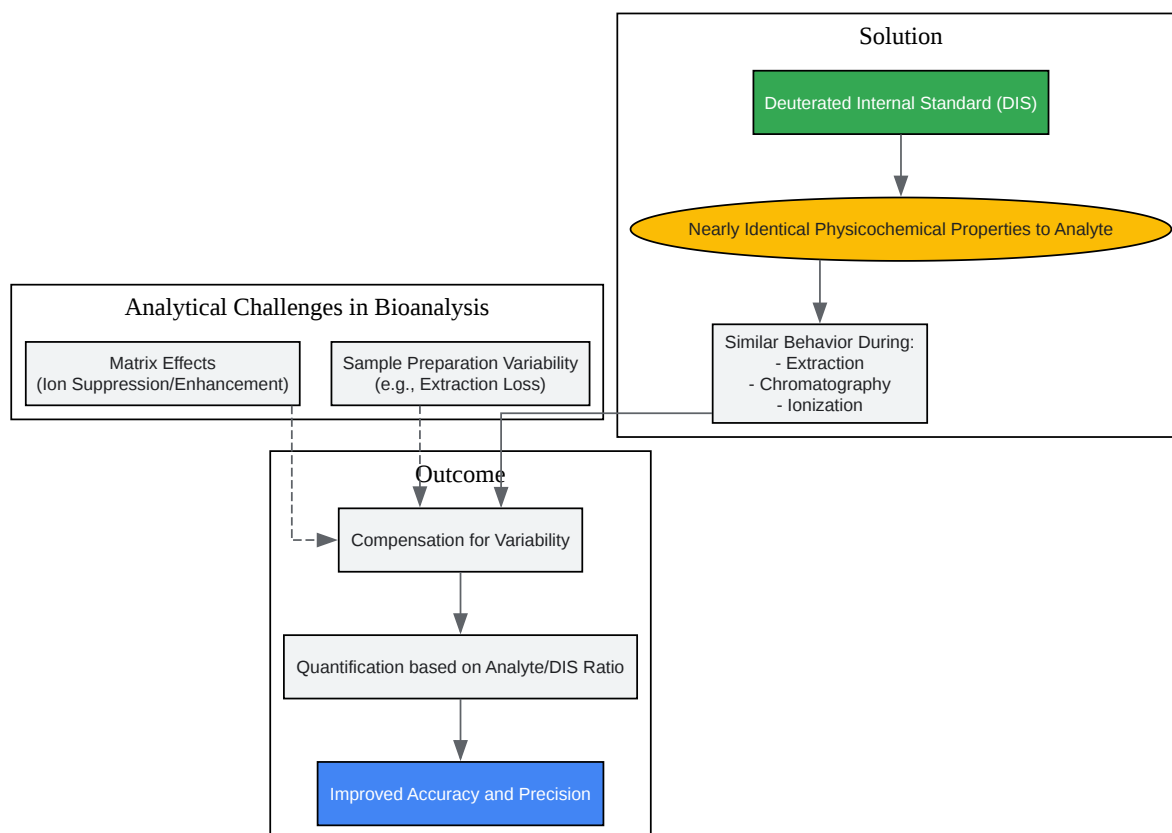 Solution
Deuterated Internal Standard (DIS)
Nearly Identical Physicochemical Properties to Analyte
Similar Behavior During:
- Extraction
- Chromatography
- Ionization
Analytical Challenges in Bioanalysis
Matrix Effects
(Ion Suppression/Enhancement)
Sample Preparation Variability
(e.g., Extraction Loss)
Outcome
Compensation for Variability
Quantification based on Analyte/DIS Ratio
Improved Accuracy and Precision